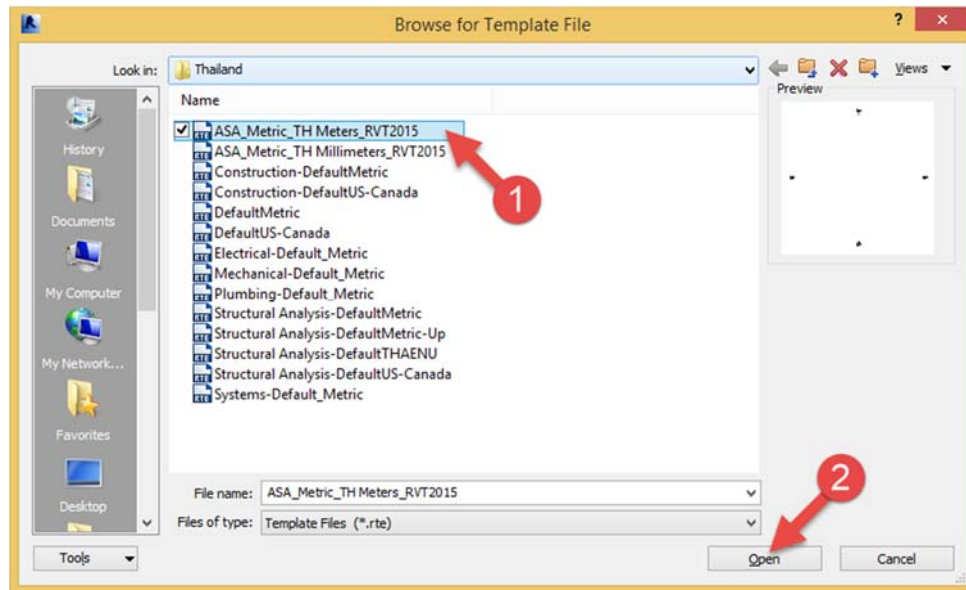 Browse for Template File
?
Look in:
Thailand
Views
Preview
Name
ASA_Metric_TH Meters_RVT2015
ASA_Metric_TH Millimeters_RVT2015
Construction-DefaultMetric
Construction-DefaultUS-Canada
DefaultMetric
DefaultUS-Canada
Electrical-Default_Metric
Mechanical-Default_Metric
Plumbing-Default_Metric
Structural Analysis-DefaultMetric
Structural Analysis-DefaultMetric-Up
Structural Analysis-DefaultTHAENU
Structural Analysis-DefaultUS-Canada
Systems-Default_Metric
1
History
Documents
My Computer
My Network...
Favorites
Desktop
File name: ASA_Metric_TH Meters_RVT2015
Files of type: Template Files (*.rte)
2
Tools
Open
Cancel